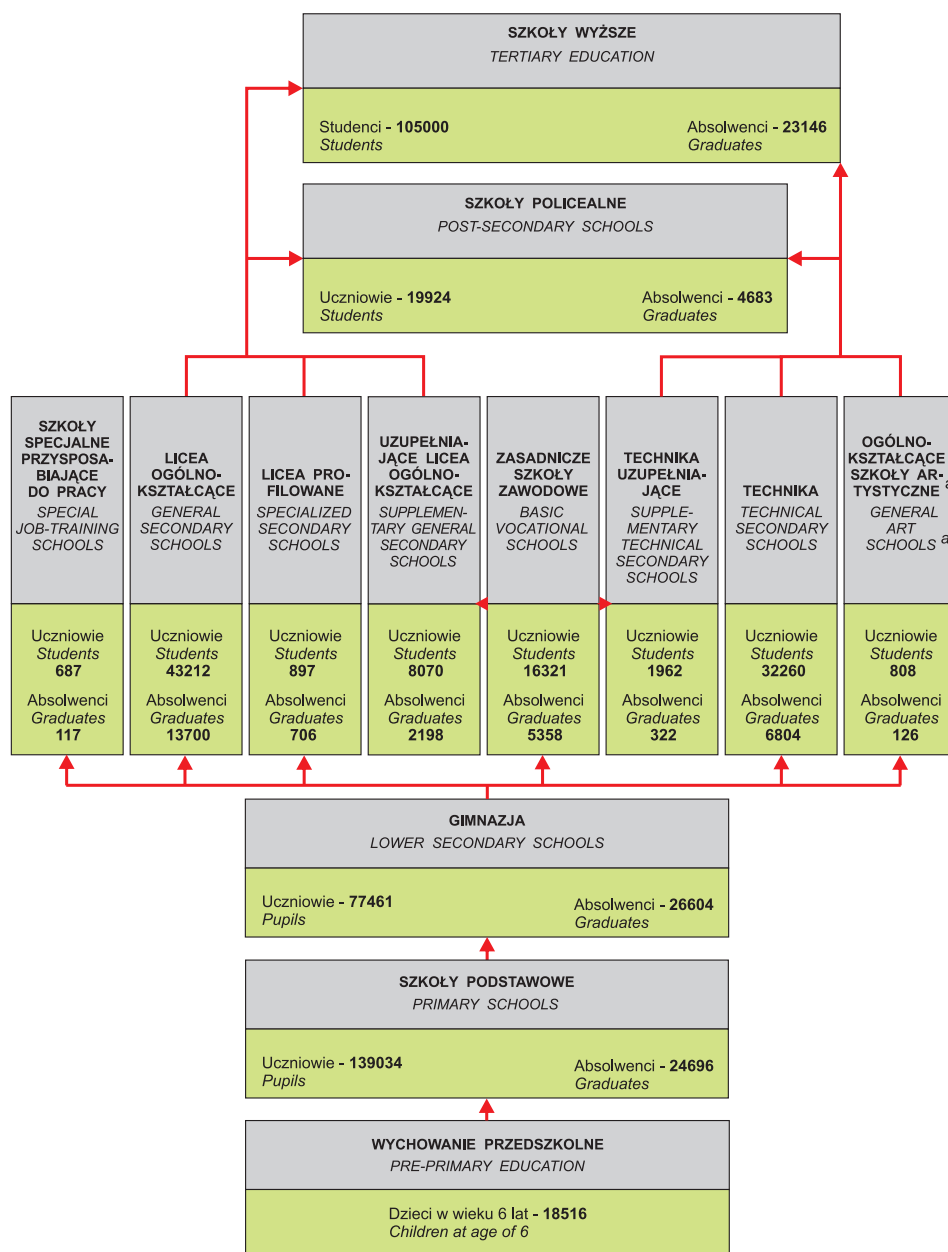 SZKOŁY WYŻSZE
TERTIARY EDUCATION
Studenci - 105000
Students
Absolwenci - 23146
Graduates
SZKOŁY POLICEALNE
POST-SECONDARY SCHOOLS
Uczniowie - 19924
Students
Absolwenci - 4683
Graduates
SZKOŁY
SPECJALNE
PRZYSPOSA-
BIAJĄCE
DO PRACY
SPECIAL
JOB-TRAINING
SCHOOLS
Uczniowie
Students
687
Absolwenci
Graduates
117
LICEA
OGÓLNO-
KSZTAŁCĄCE
GENERAL
SECONDARY
SCHOOLS
Uczniowie
Students
43212
Absolwenci
Graduates
13700
LICEA PRO-
FILOWANE
SPECIALIZED
SECONDARY
SCHOOLS
Uczniowie
Students
897
Absolwenci
Graduates
706
UZUPEŁNIA-
JĄCE LICEA
OGÓLNO-
KSZTAŁCĄCE
SUPPLEMEN-
TARY GENERAL
SECONDARY
SCHOOLS
Uczniowie
Students
8070
Absolwenci
Graduates
2198
ZASADNICZE
SZKOŁY
ZAWODOWE
BASIC
VOCATIONAL
SCHOOLS
Uczniowie
Students
16321
Absolwenci
Graduates
5358
TECHNIKA
UZUPEŁNIA-
JĄCE
SUPPLE-
MENTARY
TECHNICAL
SECONDARY
SCHOOLS
Uczniowie
Students
1962
Absolwenci
Graduates
322
TECHNIKA
TECHNICAL
SECONDARY
SCHOOLS
Uczniowie
Students
32260
Absolwenci
Graduates
6804
OGÓLNO-
KSZTAŁCĄCE
SZKOŁY AR-
TYSTYCZNE a
GENERAL
ART
SCHOOLS a
Uczniowie
Students
808
Absolwenci
Graduates
126
GIMNAZJA
LOWER SECONDARY SCHOOLS
Uczniowie - 77461
Pupils
Absolwenci - 26604
Graduates
SZKOŁY PODSTAWOWE
PRIMARY SCHOOLS
Uczniowie - 139034
Pupils
Absolwenci - 24696
Graduates
WYCHOWANIE PRZEDSZKOLNE
PRE-PRIMARY EDUCATION
Dzieci w wieku 6 lat - 18516
Children at age of 6